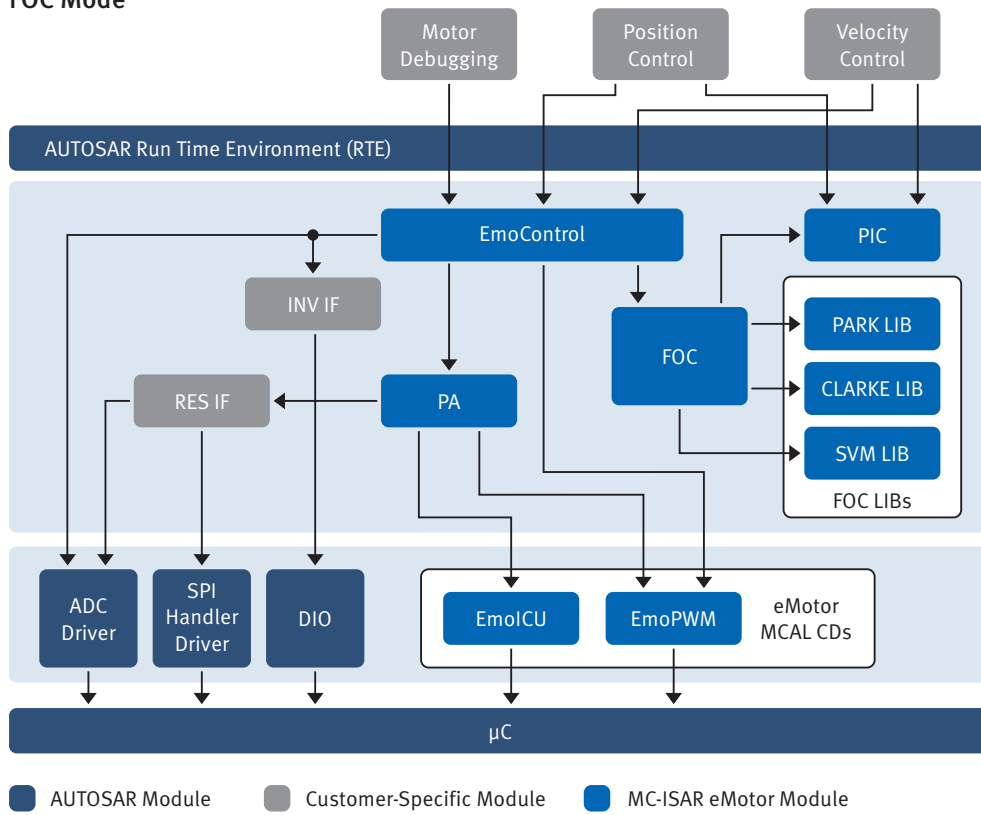 FOC Mode
Motor
Debugging
Position
Control
Velocity
Control
AUTOSAR Run Time Environment (RTE)
EmoControl
PIC
INV IF
FOC
PARK LIB
RES IF
PA
CLARKE LIB
SVM LIB
FOC LIBs
ADC
Driver
SPI
Handler
Driver
DIO
EmoICU
EmoPWM
eMotor
MCAL CDs
µC
AUTOSAR Module
Customer-Specific Module
MC-ISAR eMotor Module